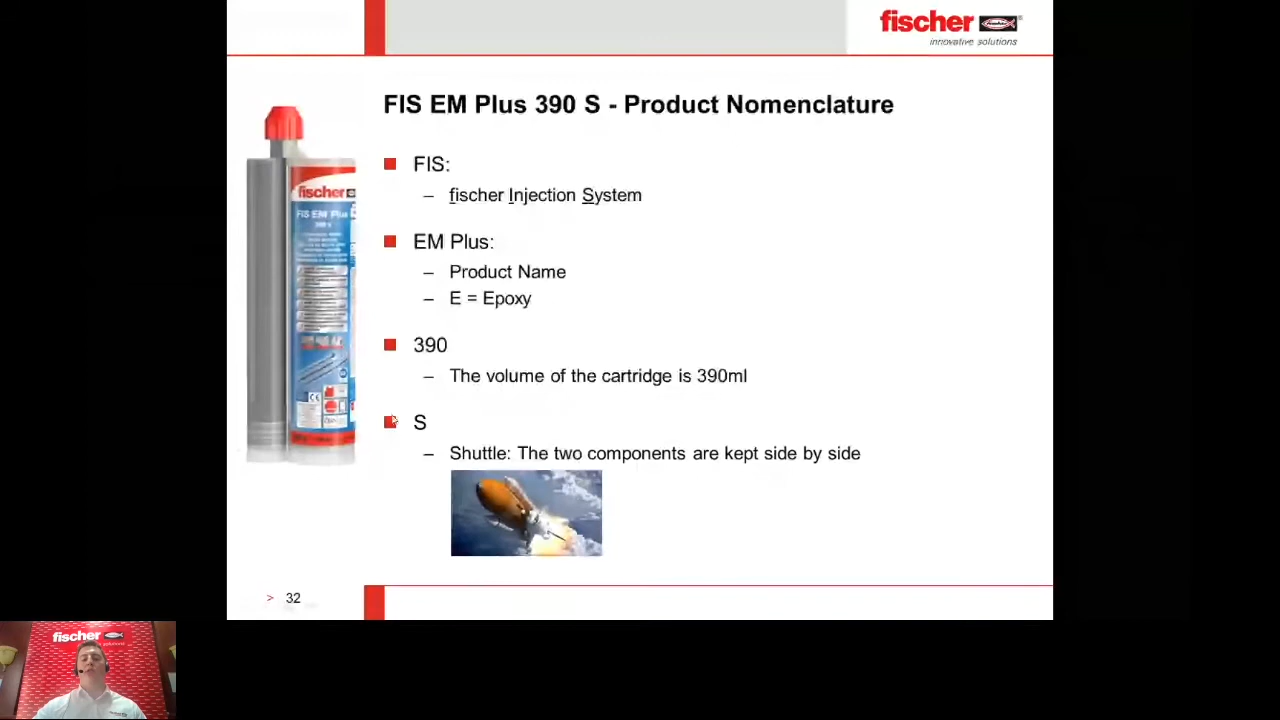 fischer
innovative solutions
FIS EM Plus 390 S - Product Nomenclature
fischer
FIS EM Plus
390 S
FIS:
– fischer Injection System
EM Plus:
– Product Name
– E = Epoxy
390
– The volume of the cartridge is 390ml
S
– Shuttle: The two components are kept side by side
> 32
fischer
solutions